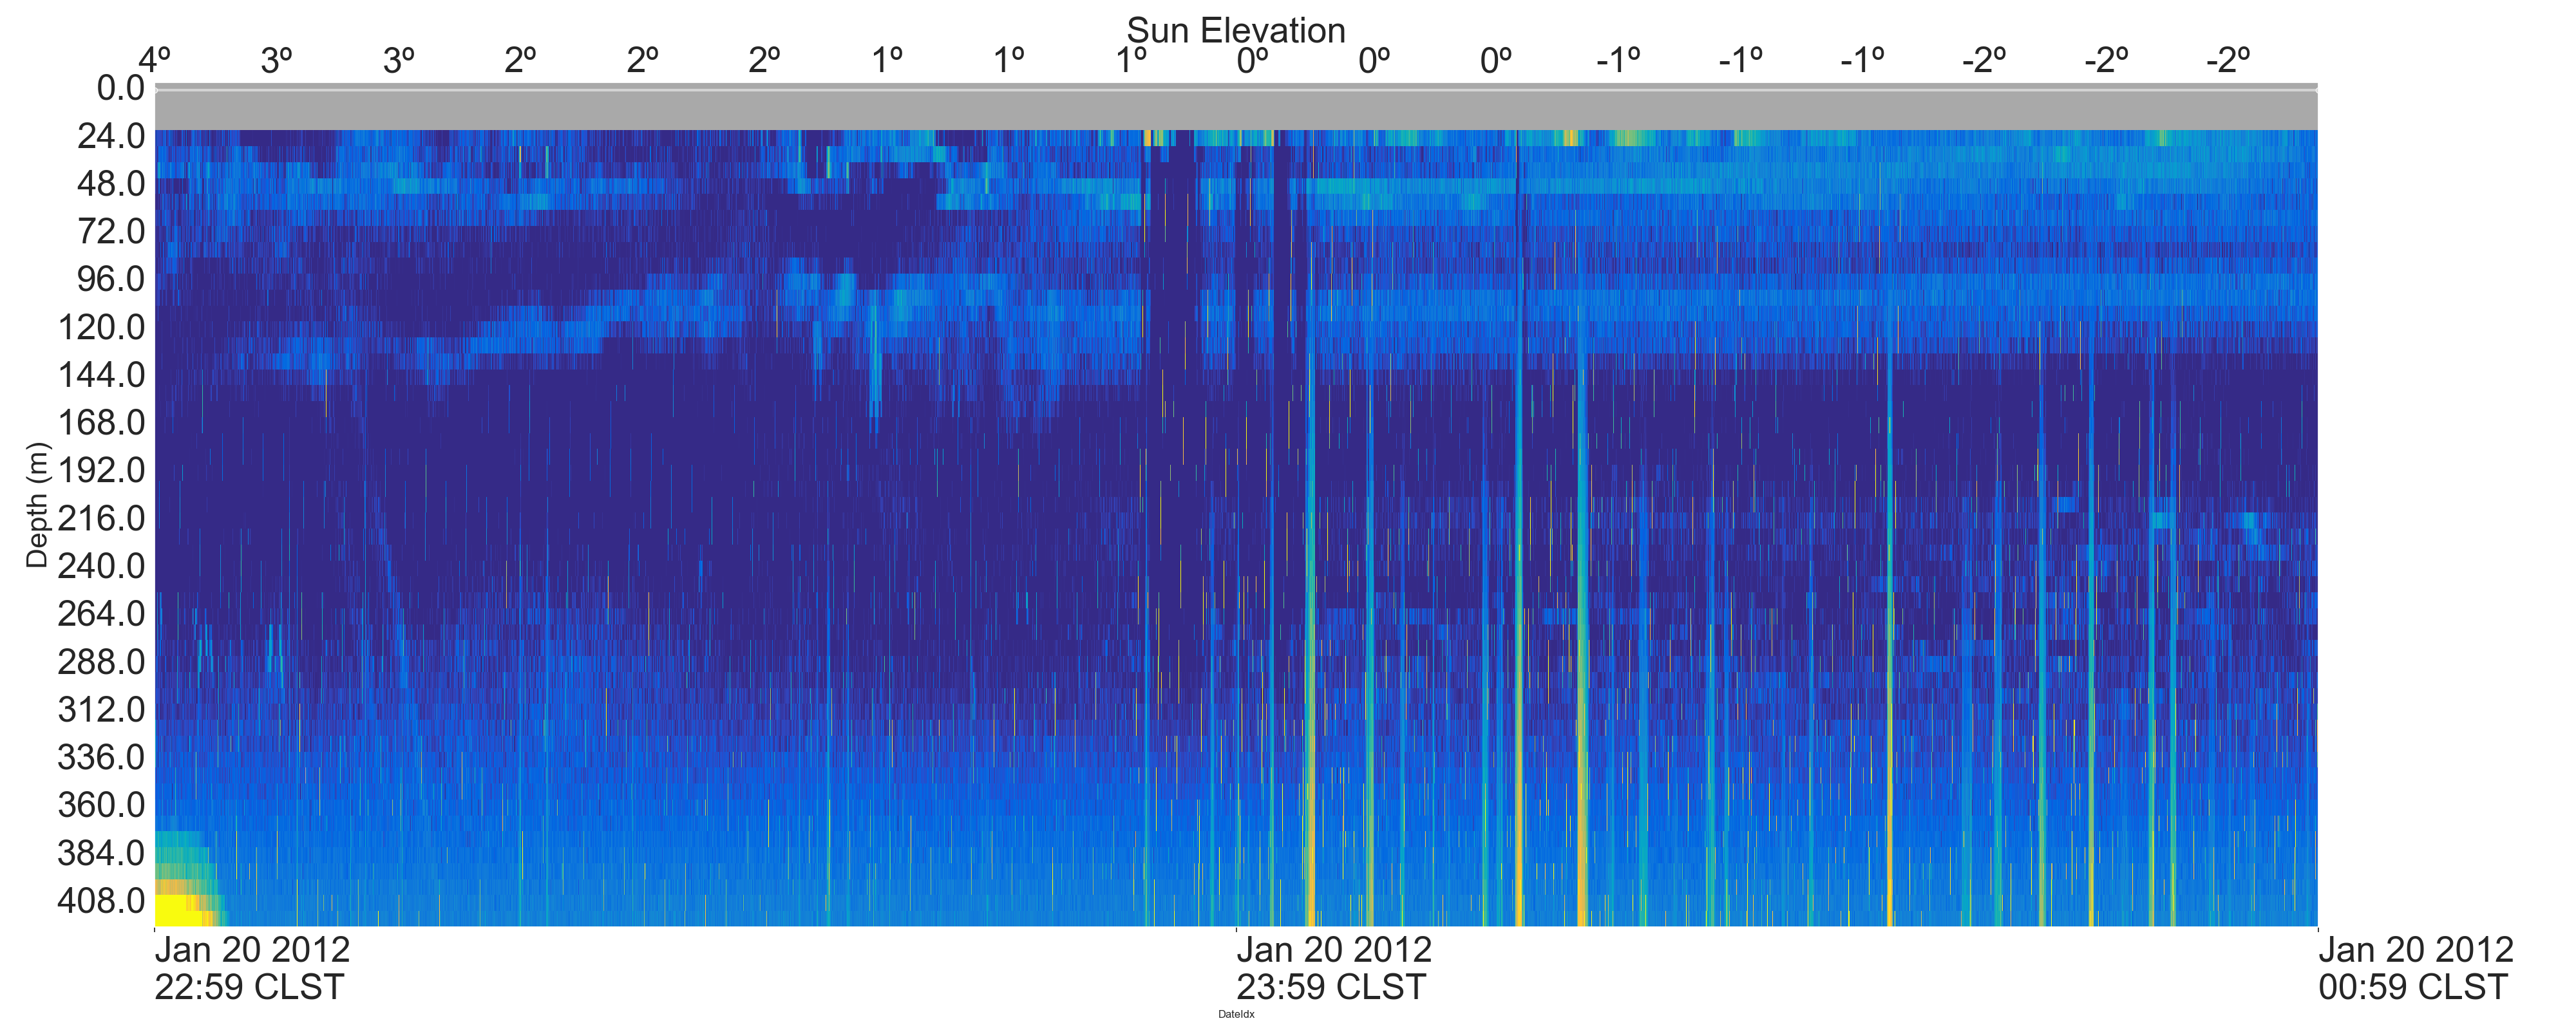 Sun Elevation
4º 3º 3º 2º 2º 2º 1º 1º 1º 0º 0º 0º -1º -1º -1º -2º -2º -2º
0.0
24.0
48.0
72.0
96.0
120.0
144.0
168.0
192.0
216.0
240.0
264.0
288.0
312.0
336.0
360.0
384.0
408.0
Depth (m)
Jan 20 2012
22:59 CLST
Jan 20 2012
23:59 CLST
Jan 20 2012
00:59 CLST
DateIdx